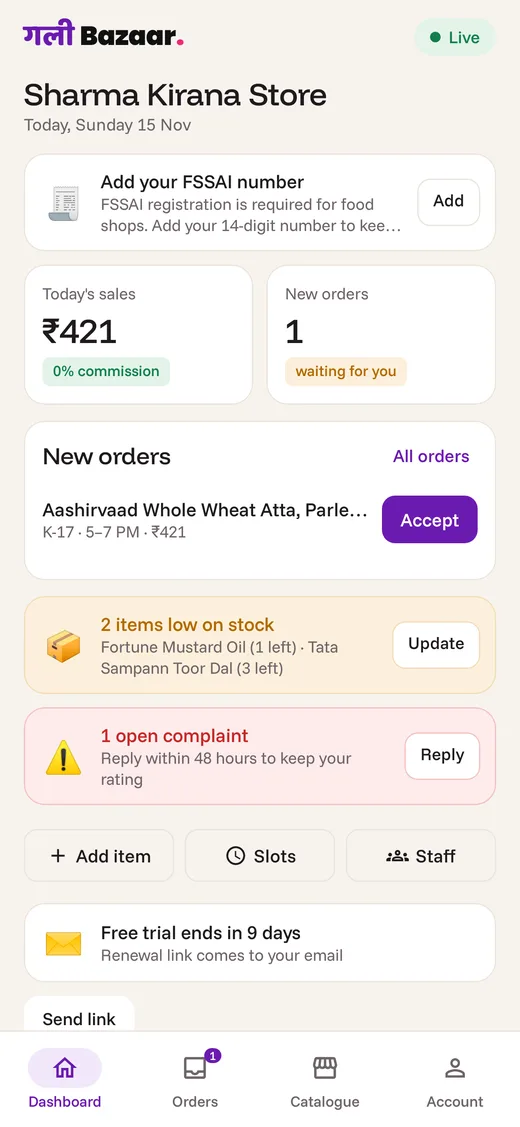 गली Bazaar.
Live
Sharma Kirana Store
Today, Sunday 15 Nov
Add your FSSAI number
FSSAI registration is required for food
shops. Add your 14-digit number to kee...
Add
Today's sales
₹421
0% commission
New orders
1
waiting for you
New orders
All orders
Aashirvaad Whole Wheat Atta, Parle...
K-17 · 5–7 PM · ₹421
Accept
2 items low on stock
Fortune Mustard Oil (1 left) · Tata
Sampann Toor Dal (3 left)
Update
1 open complaint
Reply within 48 hours to keep your
rating
Reply
Add item
Slots
Staff
Free trial ends in 9 days
Renewal link comes to your email
Send link
Dashboard
1
Orders
Catalogue
Account